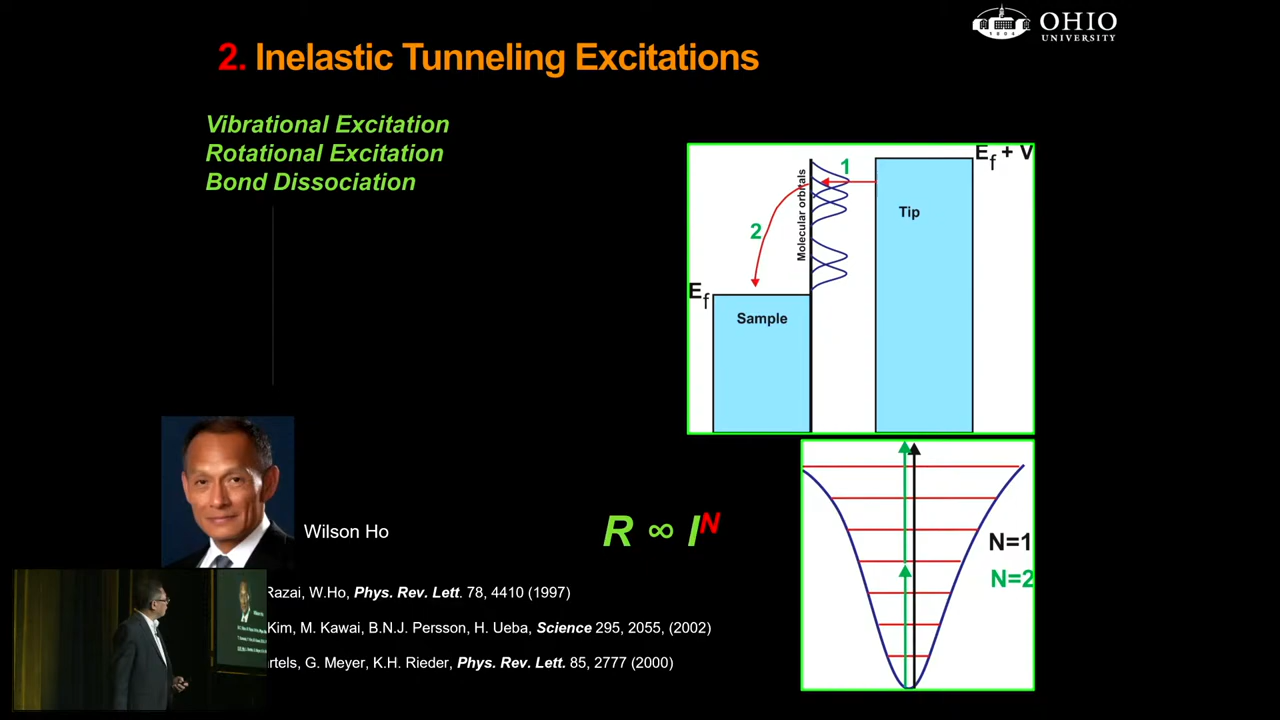 OHIO
UNIVERSITY
1804
2. Inelastic Tunneling Excitations
Vibrational Excitation
Rotational Excitation
Bond Dissociation
Ef + V
1
Molecular orbitals
Tip
2
Ef
Sample
Wilson Ho
R ∞ I^N
N=1
N=2
Razai, W.Ho, Phys. Rev. Lett. 78, 4410 (1997)
Kim, M. Kawai, B.N.J. Persson, H. Ueba, Science 295, 2055, (2002)
artels, G. Meyer, K.H. Rieder, Phys. Rev. Lett. 85, 2777 (2000)